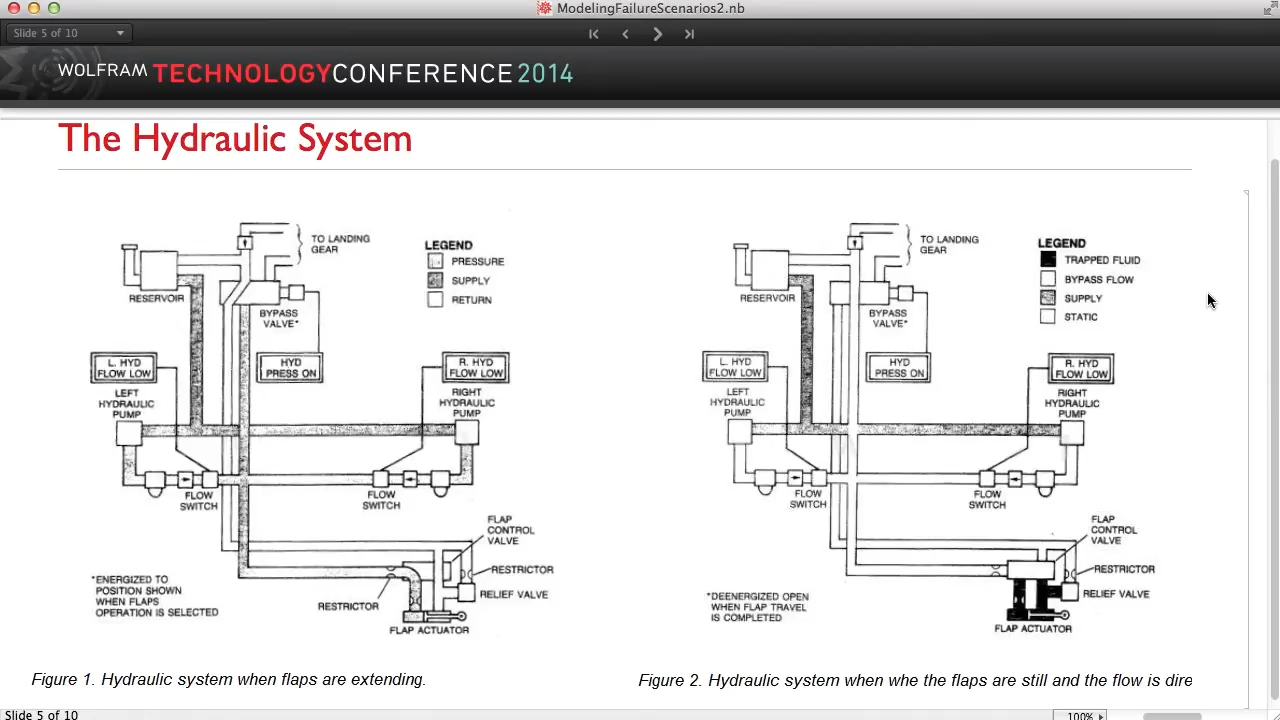 ModelingFailureScenarios2.nb
Slide 5 of 10
WOLFRAM TECHNOLOGYCONFERENCE 2014
The Hydraulic System
TO LANDING
GEAR
LEGEND
PRESSURE
SUPPLY
RETURN
RESERVOIR
BYPASS
VALVE*
L. HYD
FLOW LOW
HYD
PRESS ON
R. HYD
FLOW LOW
LEFT
HYDRAULIC
PUMP
RIGHT
HYDRAULIC
PUMP
FLOW
SWITCH
FLOW
SWITCH
FLAP
CONTROL
VALVE
RESTRICTOR
*ENERGIZED TO
POSITION SHOWN
WHEN FLAPS
OPERATION IS SELECTED
RESTRICTOR
RELIEF VALVE
FLAP ACTUATOR
Figure 1. Hydraulic system when flaps are extending.
TO LANDING
GEAR
LEGEND
TRAPPED FLUID
BYPASS FLOW
SUPPLY
STATIC
RESERVOIR
BYPASS
VALVE*
L. HYD
FLOW LOW
HYD
PRESS ON
R. HYD
FLOW LOW
LEFT
HYDRAULIC
PUMP
RIGHT
HYDRAULIC
PUMP
FLOW
SWITCH
FLOW
SWITCH
FLAP
CONTROL
VALVE
RESTRICTOR
*DEENERGIZED OPEN
WHEN FLAP TRAVEL
IS COMPLETED
RELIEF VALVE
FLAP ACTUATOR
Figure 2. Hydraulic system when whe the flaps are still and the flow is dire
Slide 5 of 10
100%